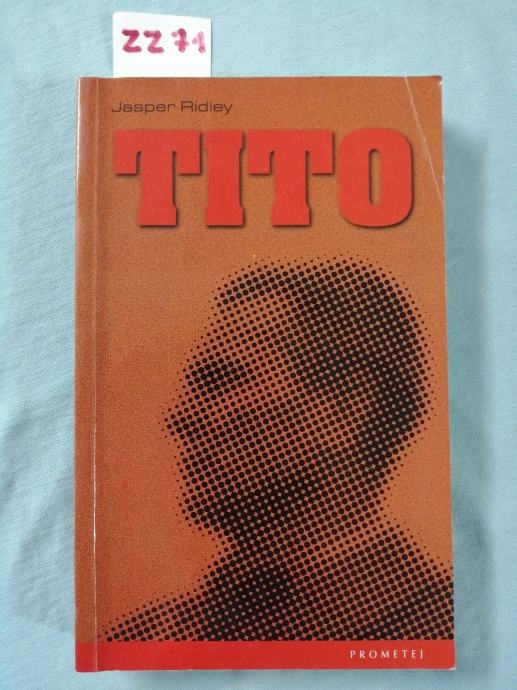 ZZ71
Jasper Ridley
TITO
PROMETEJ